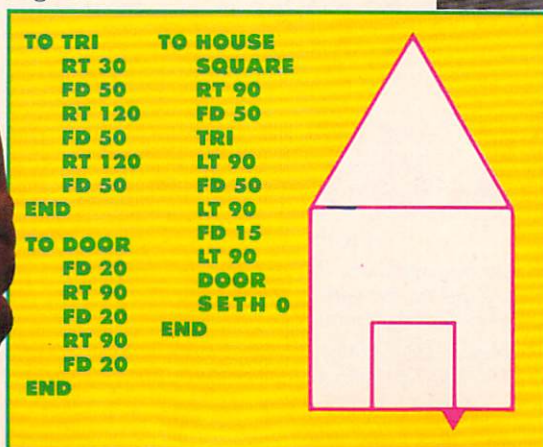 TO TRI
RT 30
FD 50
RT 120
FD 50
RT 120
FD 50
END
TO DOOR
FD 20
RT 90
FD 20
RT 90
FD 20
END
TO HOUSE
SQUARE
RT 90
FD 50
TRI
LT 90
FD 50
LT 90
FD 15
LT 90
DOOR
SETH 0
END